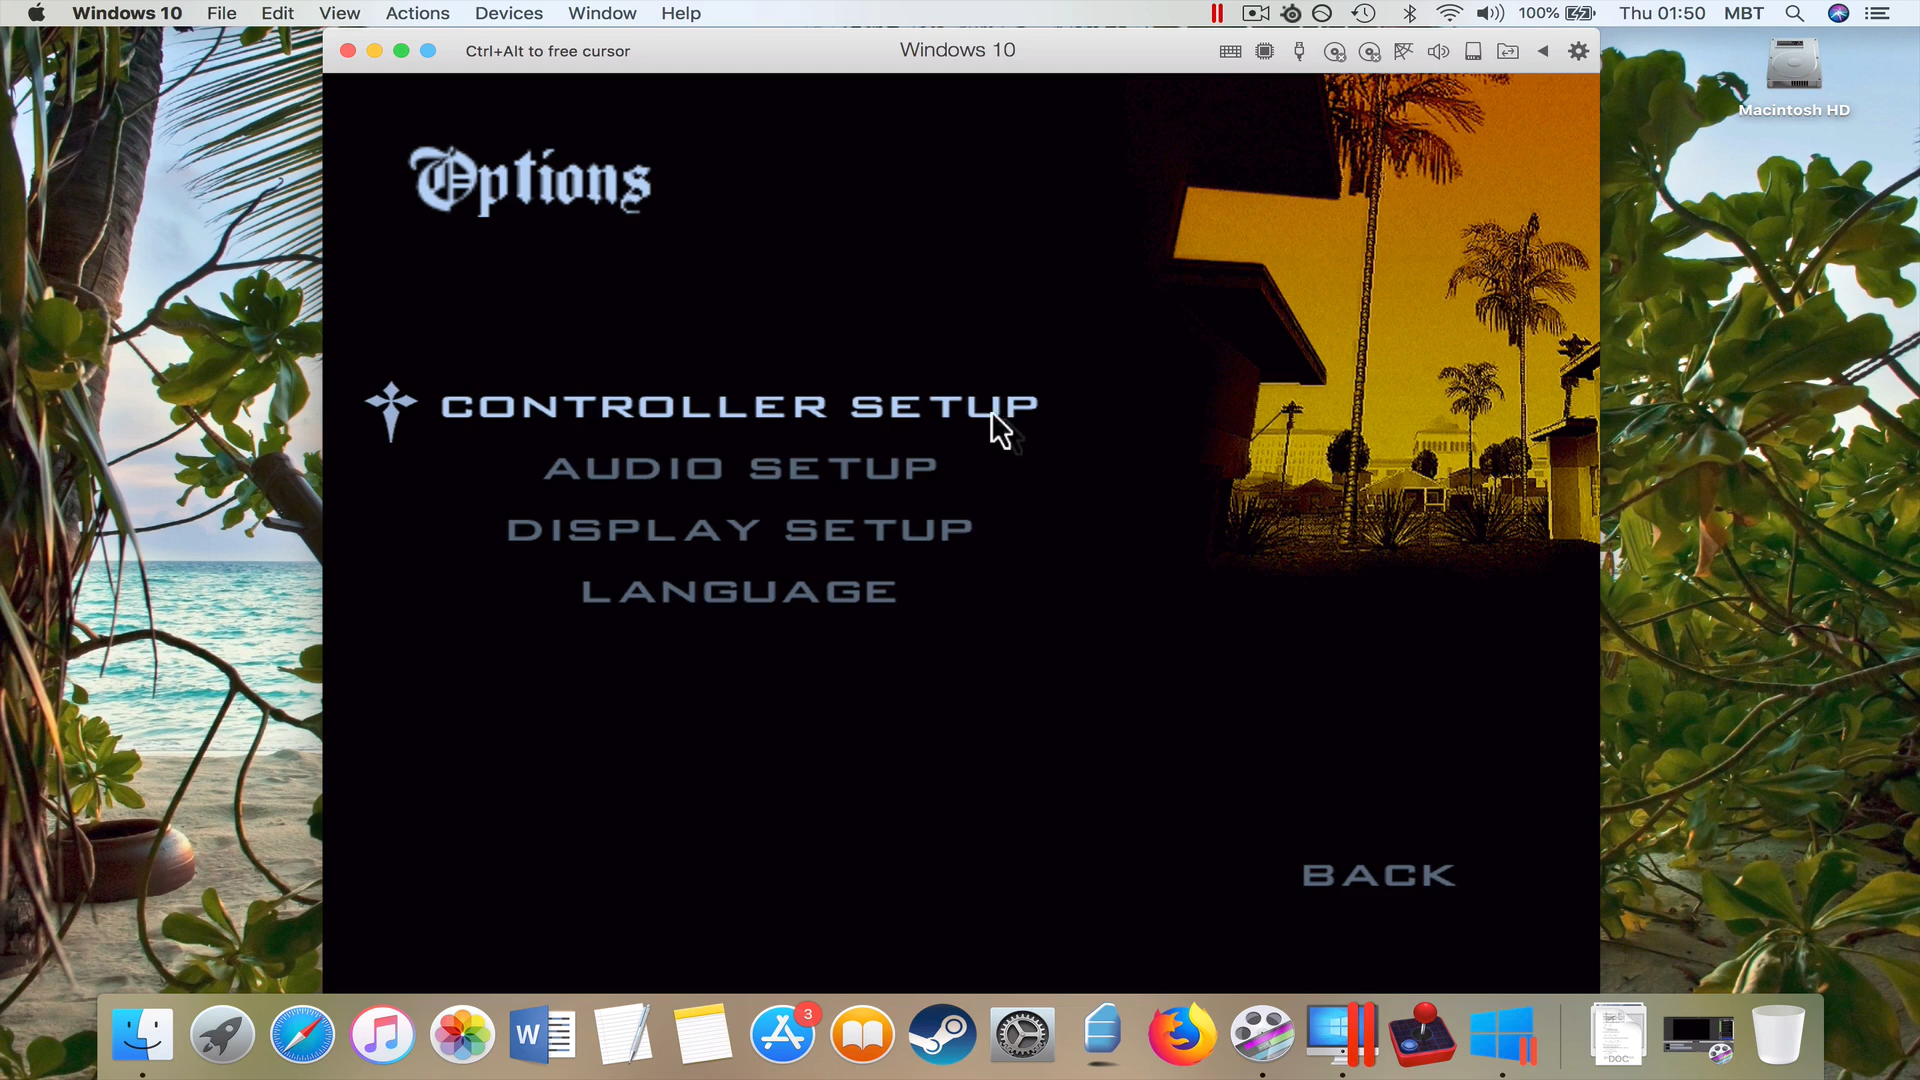 Windows 10 File Edit View Actions Devices Window Help 100% Thu 01:50 MBT
Ctrl+Alt to free cursor Windows 10
Macintosh HD
Options
CONTROLLER SETUP
AUDIO SETUP
DISPLAY SETUP
LANGUAGE
BACK
3
W
DOC